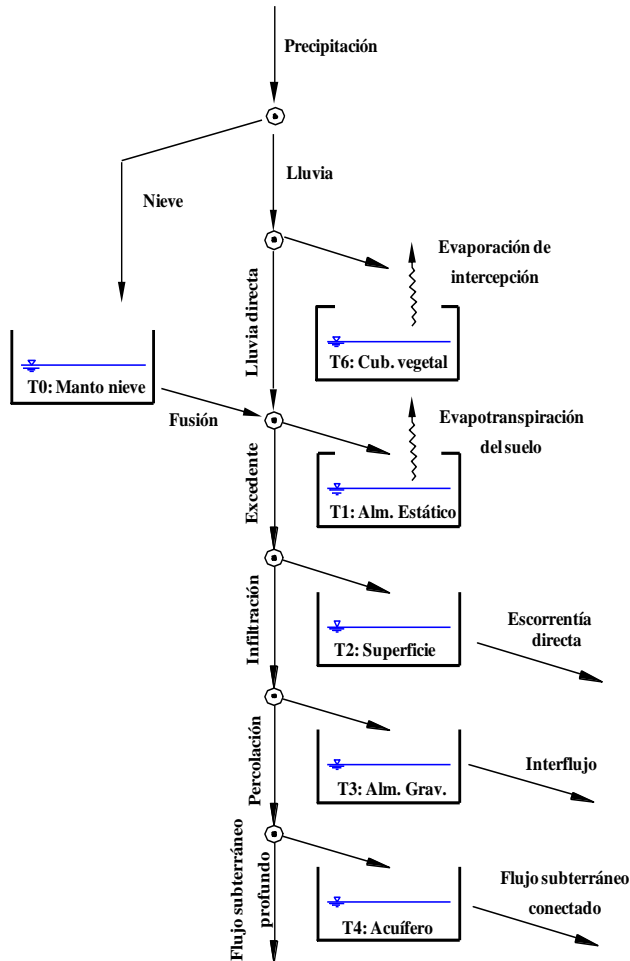 Precipitación
Lluvia
Nieve
Evaporación de
intercepción
Lluvia directa
T6: Cub. vegetal
T0: Manto nieve
Fusión
Evapotranspiración
del suelo
Excedente
T1: Alm. Estático
Infiltración
Escorrentía
directa
T2: Superficie
Percolación
Interflujo
T3: Alm. Grav.
Flujo subterráneo
profundo
Flujo subterráneo
conectado
T4: Acuífero